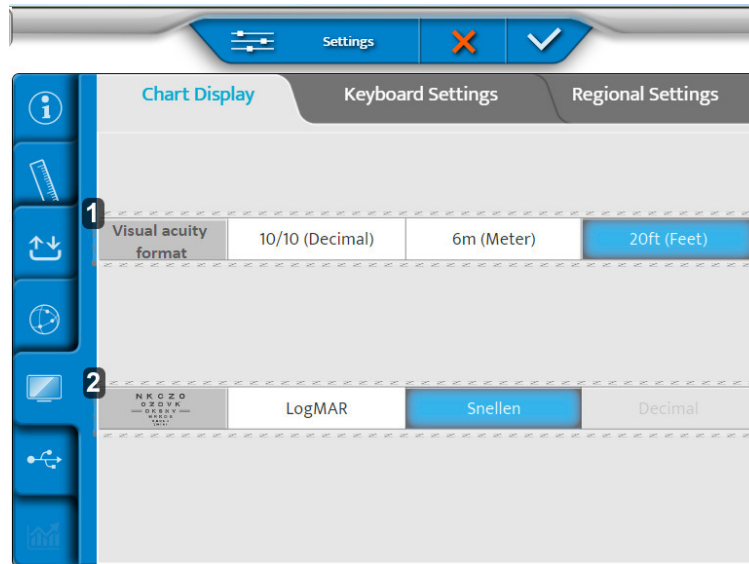 Settings
Chart Display
Keyboard Settings
Regional Settings
1
Visual acuity
format
10/10 (Decimal)
6m (Meter)
20ft (Feet)
2
N K C Z O
O Z D V K
LogMAR
Snellen
Decimal